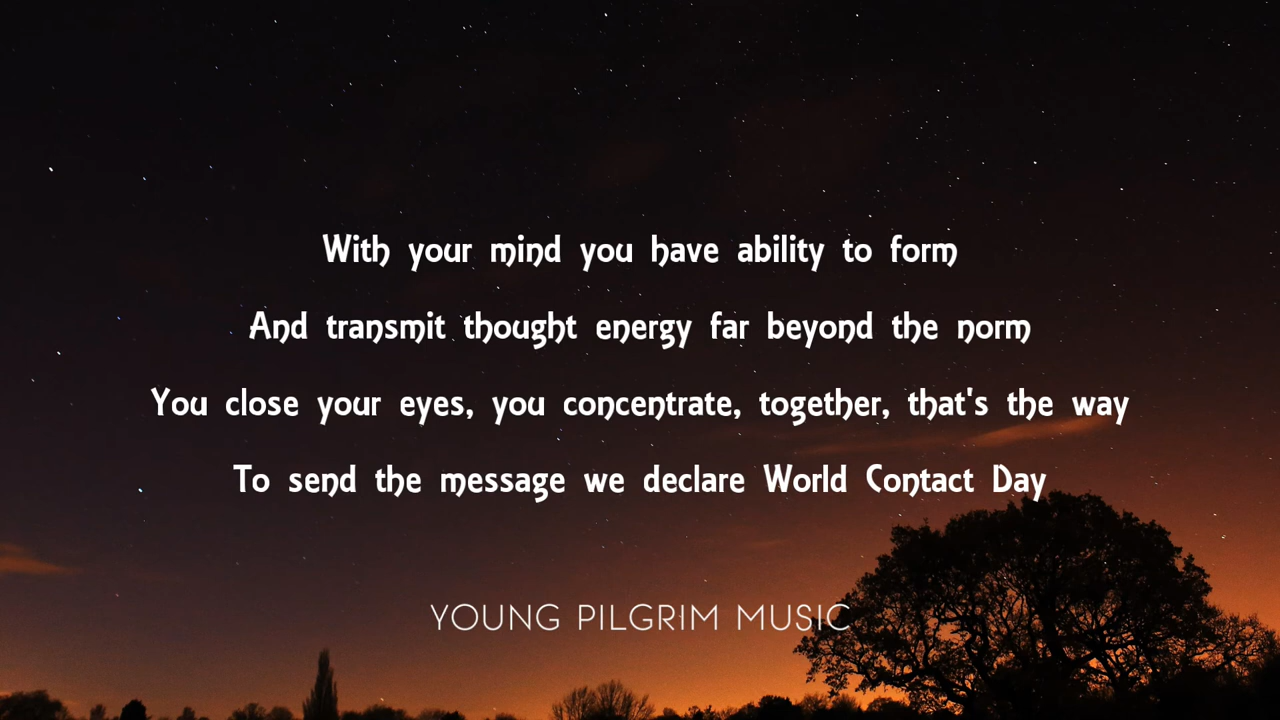 With your mind you have ability to form
And transmit thought energy far beyond the norm
You close your eyes, you concentrate, together, that's the way
To send the message we declare World Contact Day
YOUNG PILGRIM MUSIC